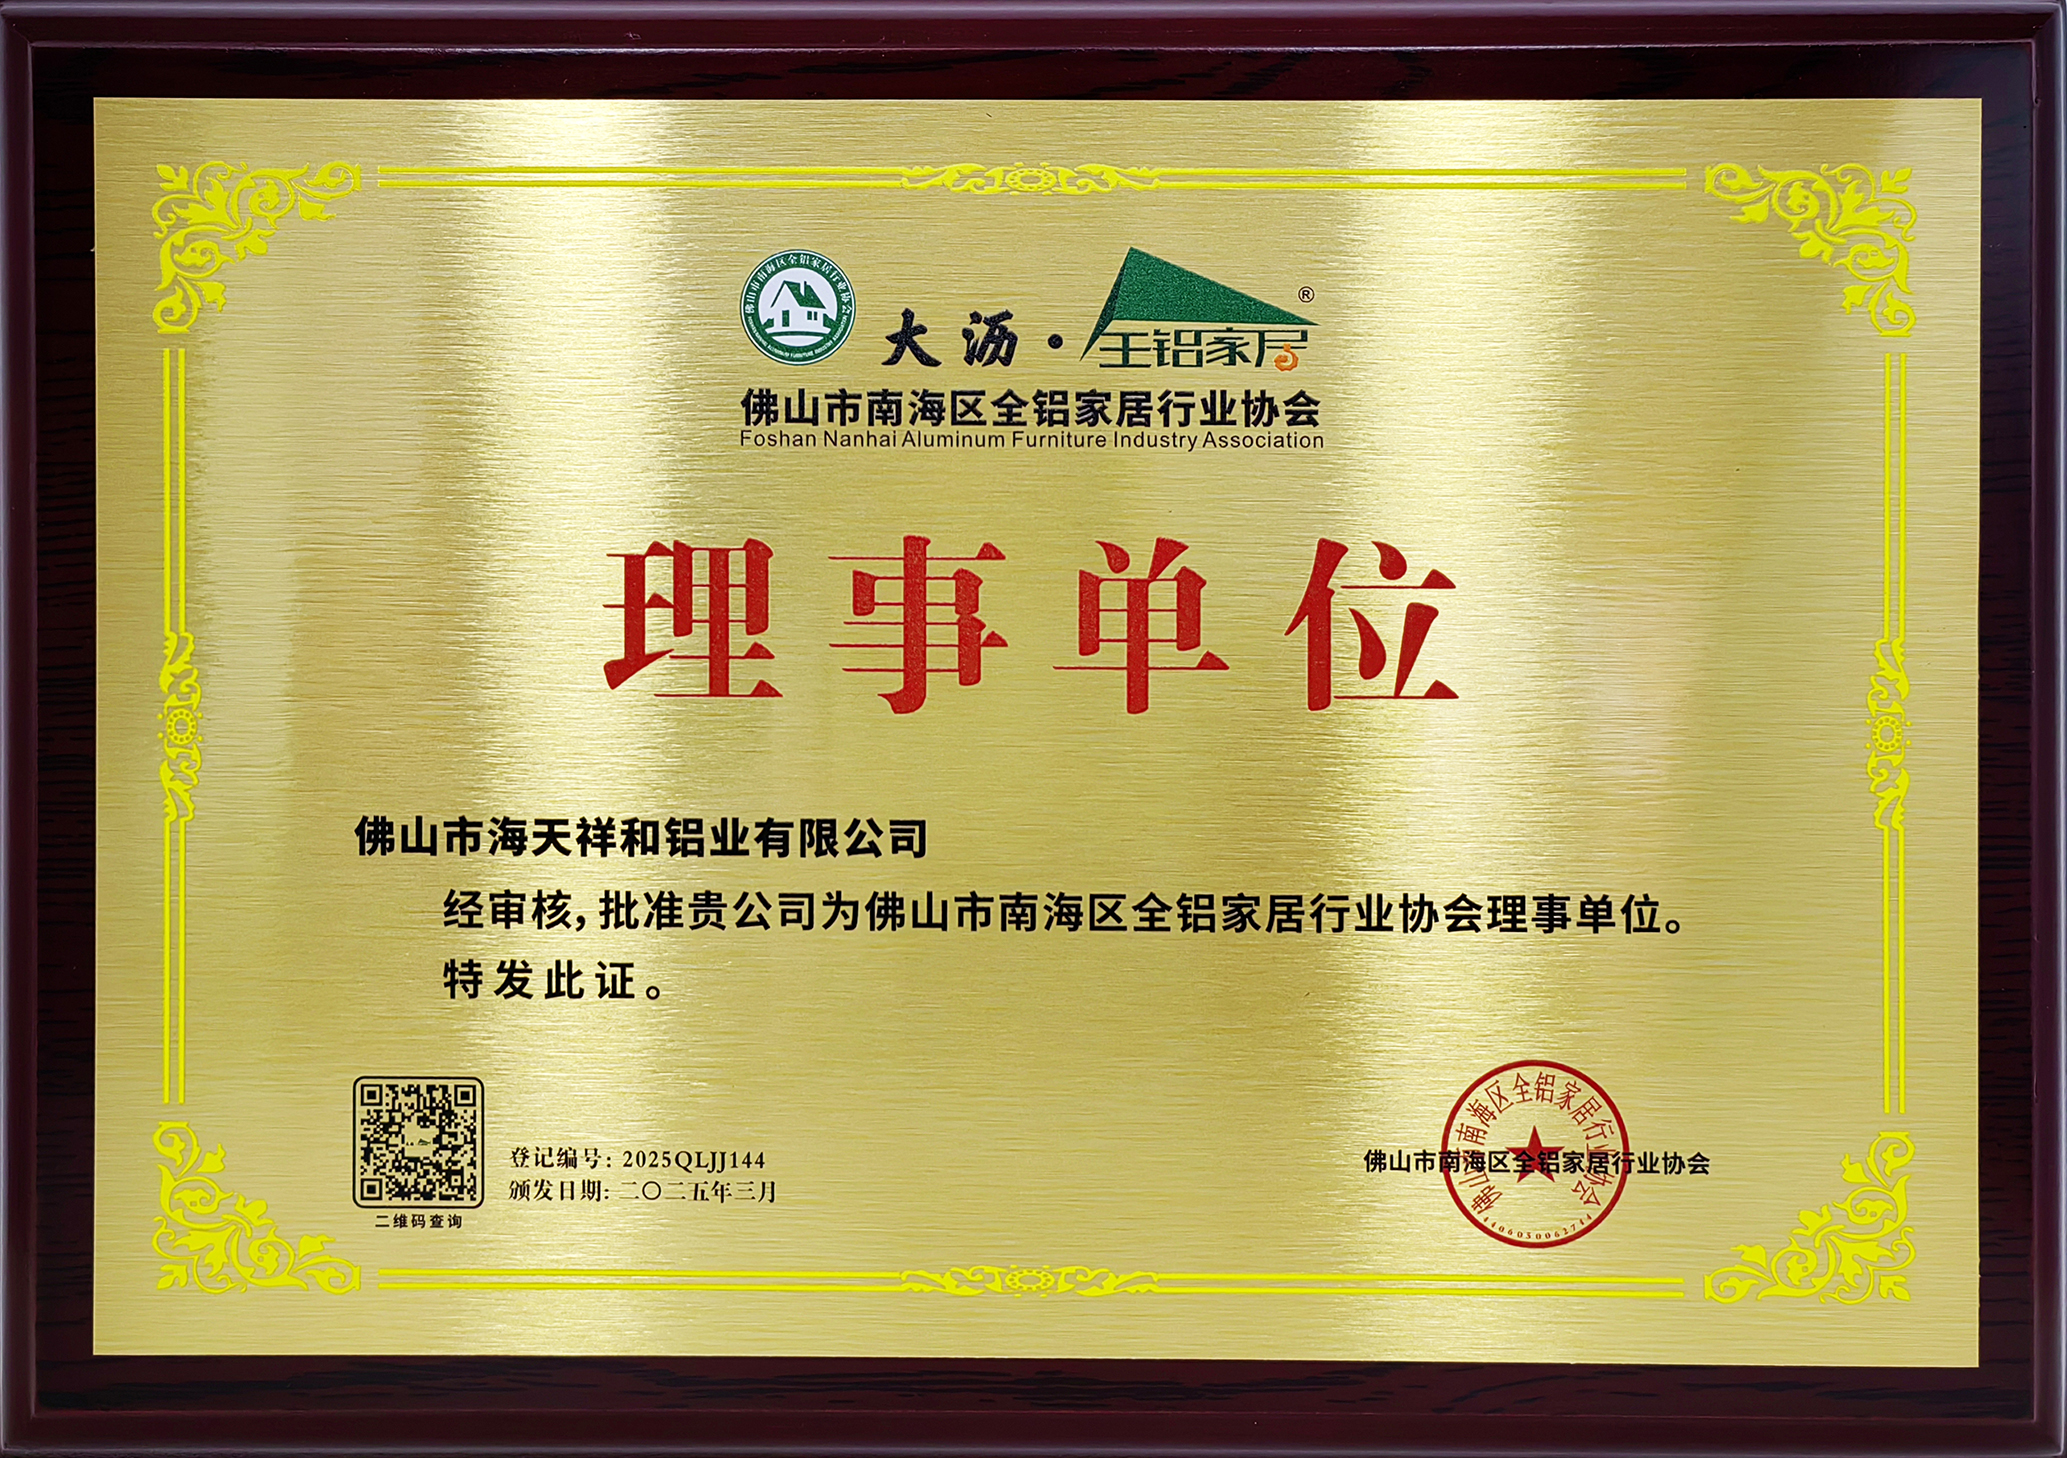 大沥·全铝家居®
佛山市南海区全铝家居行业协会
Foshan Nanhai Aluminum Furniture Industry Association
理事单位
佛山市海天祥和铝业有限公司
经审核,批准贵公司为佛山市南海区全铝家居行业协会理事单位。
特发此证。
登记编号: 2025QLJJ144
颁发日期: 二〇二五年三月
二维码查询
佛山市南海区全铝家居行业协会
佛山市南海区全铝家居行业协会
4406030062744